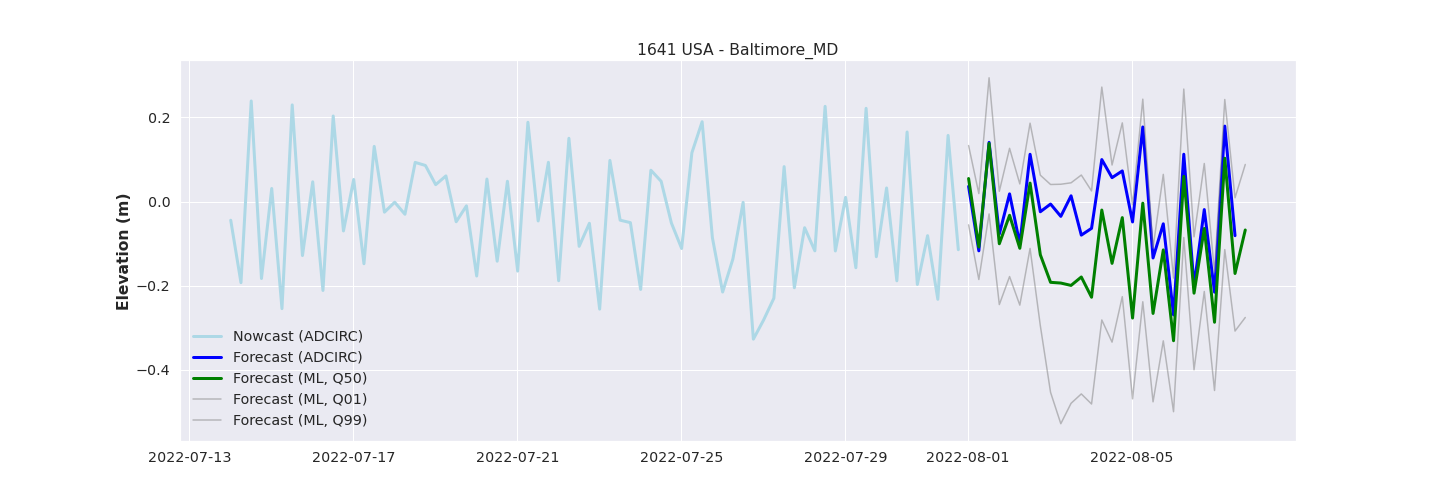 1641 USA - Baltimore_MD
Elevation (m)
0.2
0.0
−0.2
−0.4
Nowcast (ADCIRC)
Forecast (ADCIRC)
Forecast (ML, Q50)
Forecast (ML, Q01)
Forecast (ML, Q99)
2022-07-13 2022-07-17 2022-07-21 2022-07-25 2022-07-29 2022-08-01 2022-08-05